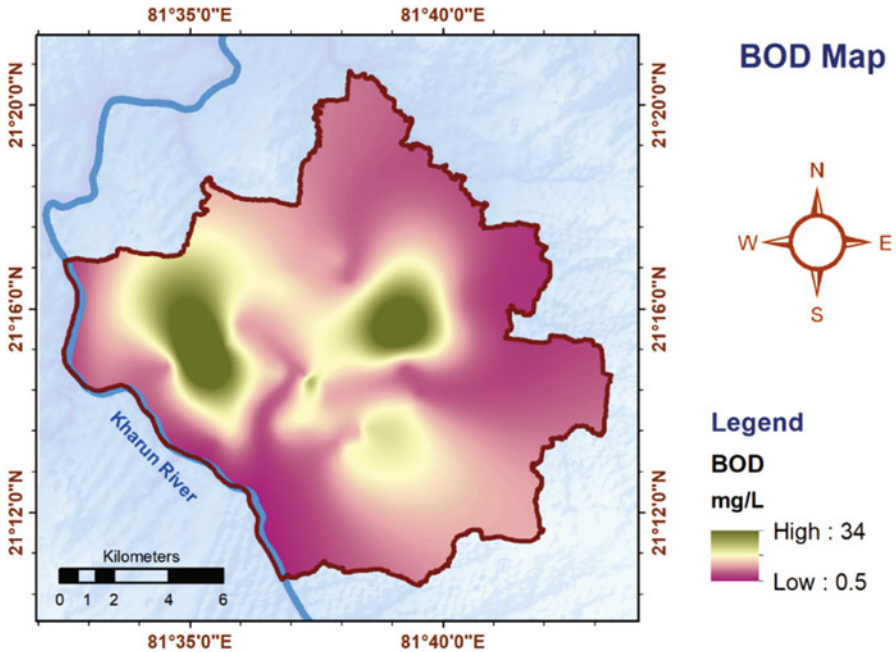 81°35'0"E
81°40'0"E
BOD Map
21°20'0"N
21°20'0"N
N
W
E
S
21°16'0"N
21°16'0"N
Kharun River
Legend
BOD
mg/L
High : 34
Low : 0.5
21°12'0"N
21°12'0"N
Kilometers
0 1 2 4 6
81°35'0"E
81°40'0"E